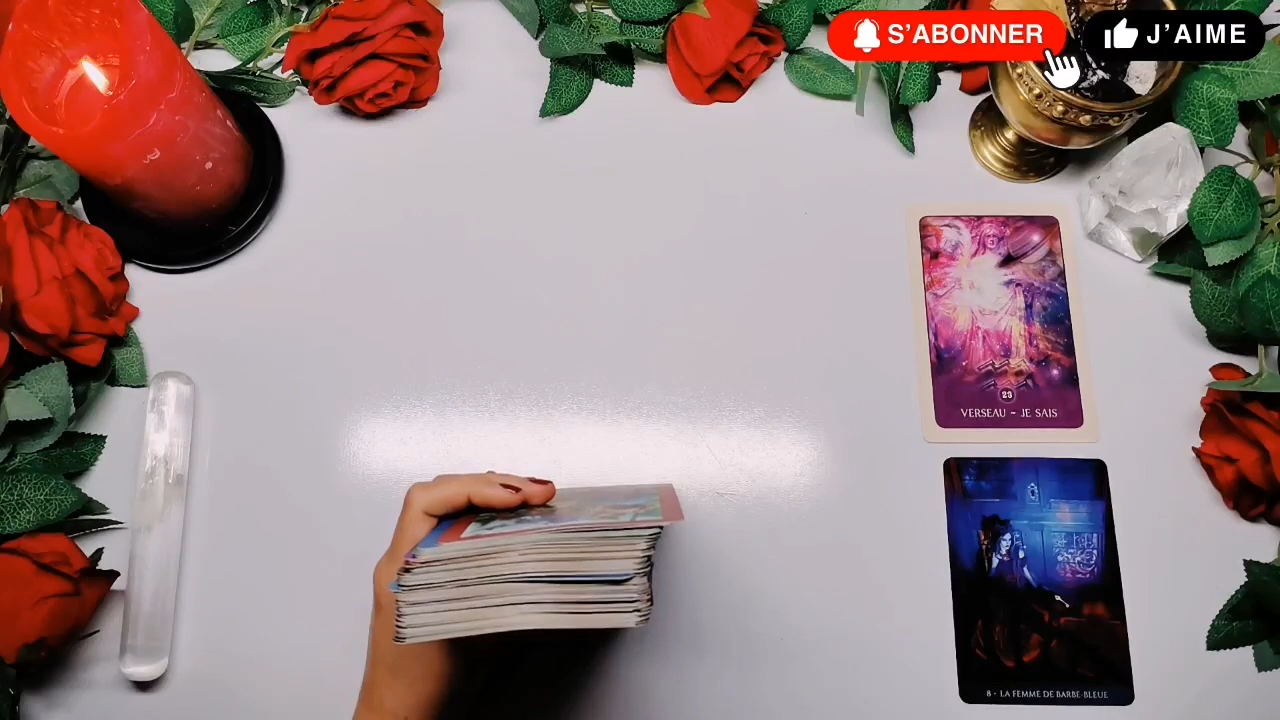 S'ABONNER
J'AIME
23
VERSEAU ~ JE SAIS
8 - LA FEMME DE BARBE-BLEUE